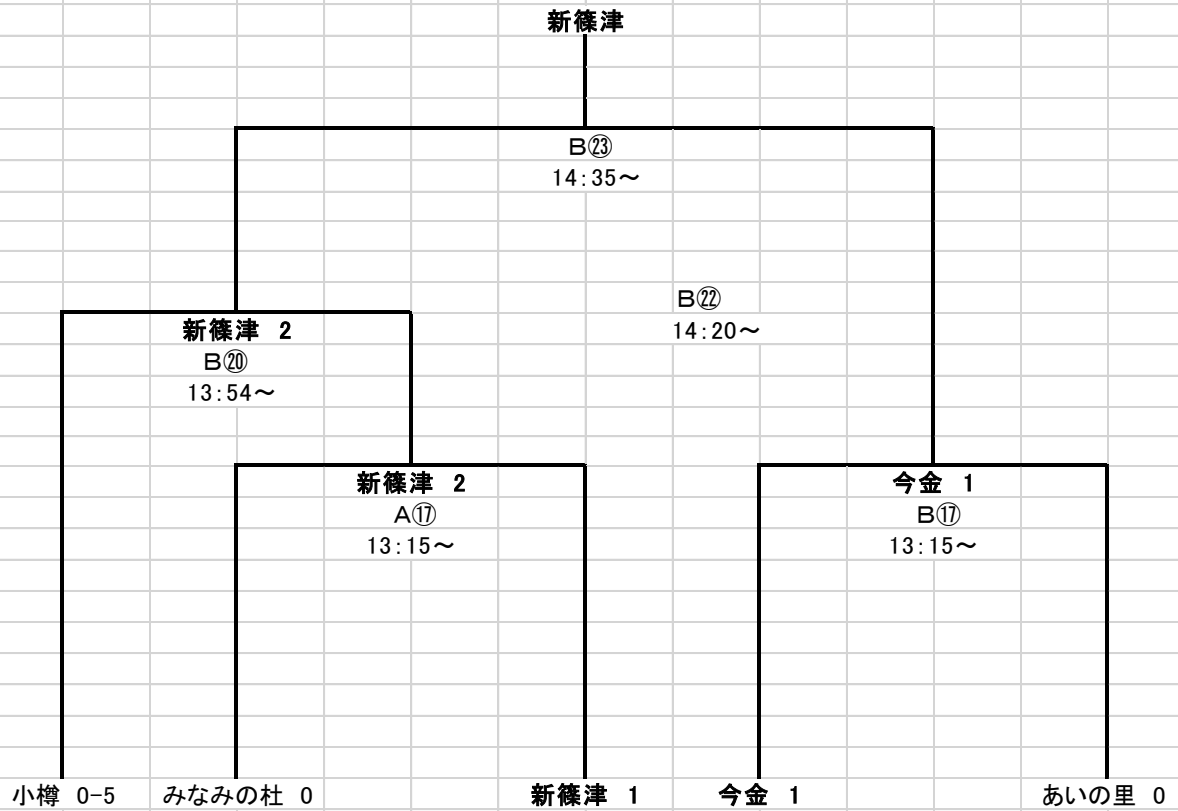 新篠津
B㉓
14:35～
B㉒
14:20～
新篠津 2
B⑳
13:54～
新篠津 2
A⑰
13:15～
今金 1
B⑰
13:15～
小樽 0-5
みなみの杜 0
新篠津 1
今金 1
あいの里 0